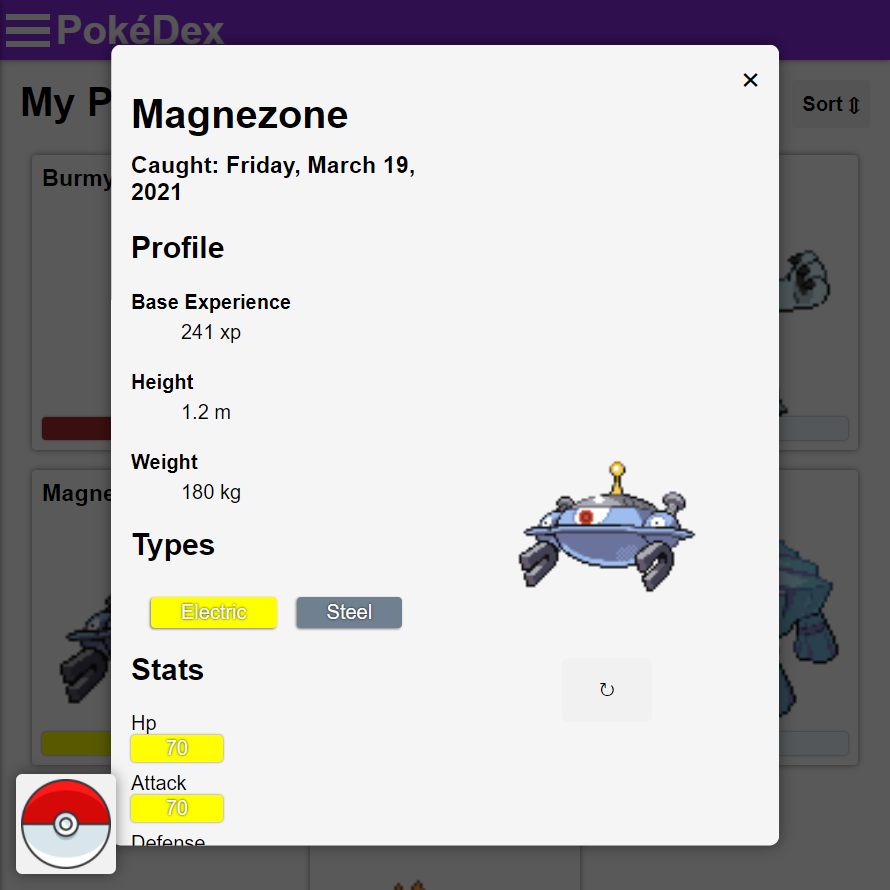 PokéDex
My P
Sort ⇕
Burmy
Magne
×
Magnezone
Caught: Friday, March 19,
2021
Profile
Base Experience
241 xp
Height
1.2 m
Weight
180 kg
Types
Electric
Steel
Stats
↻
Hp
70
Attack
70
Defense